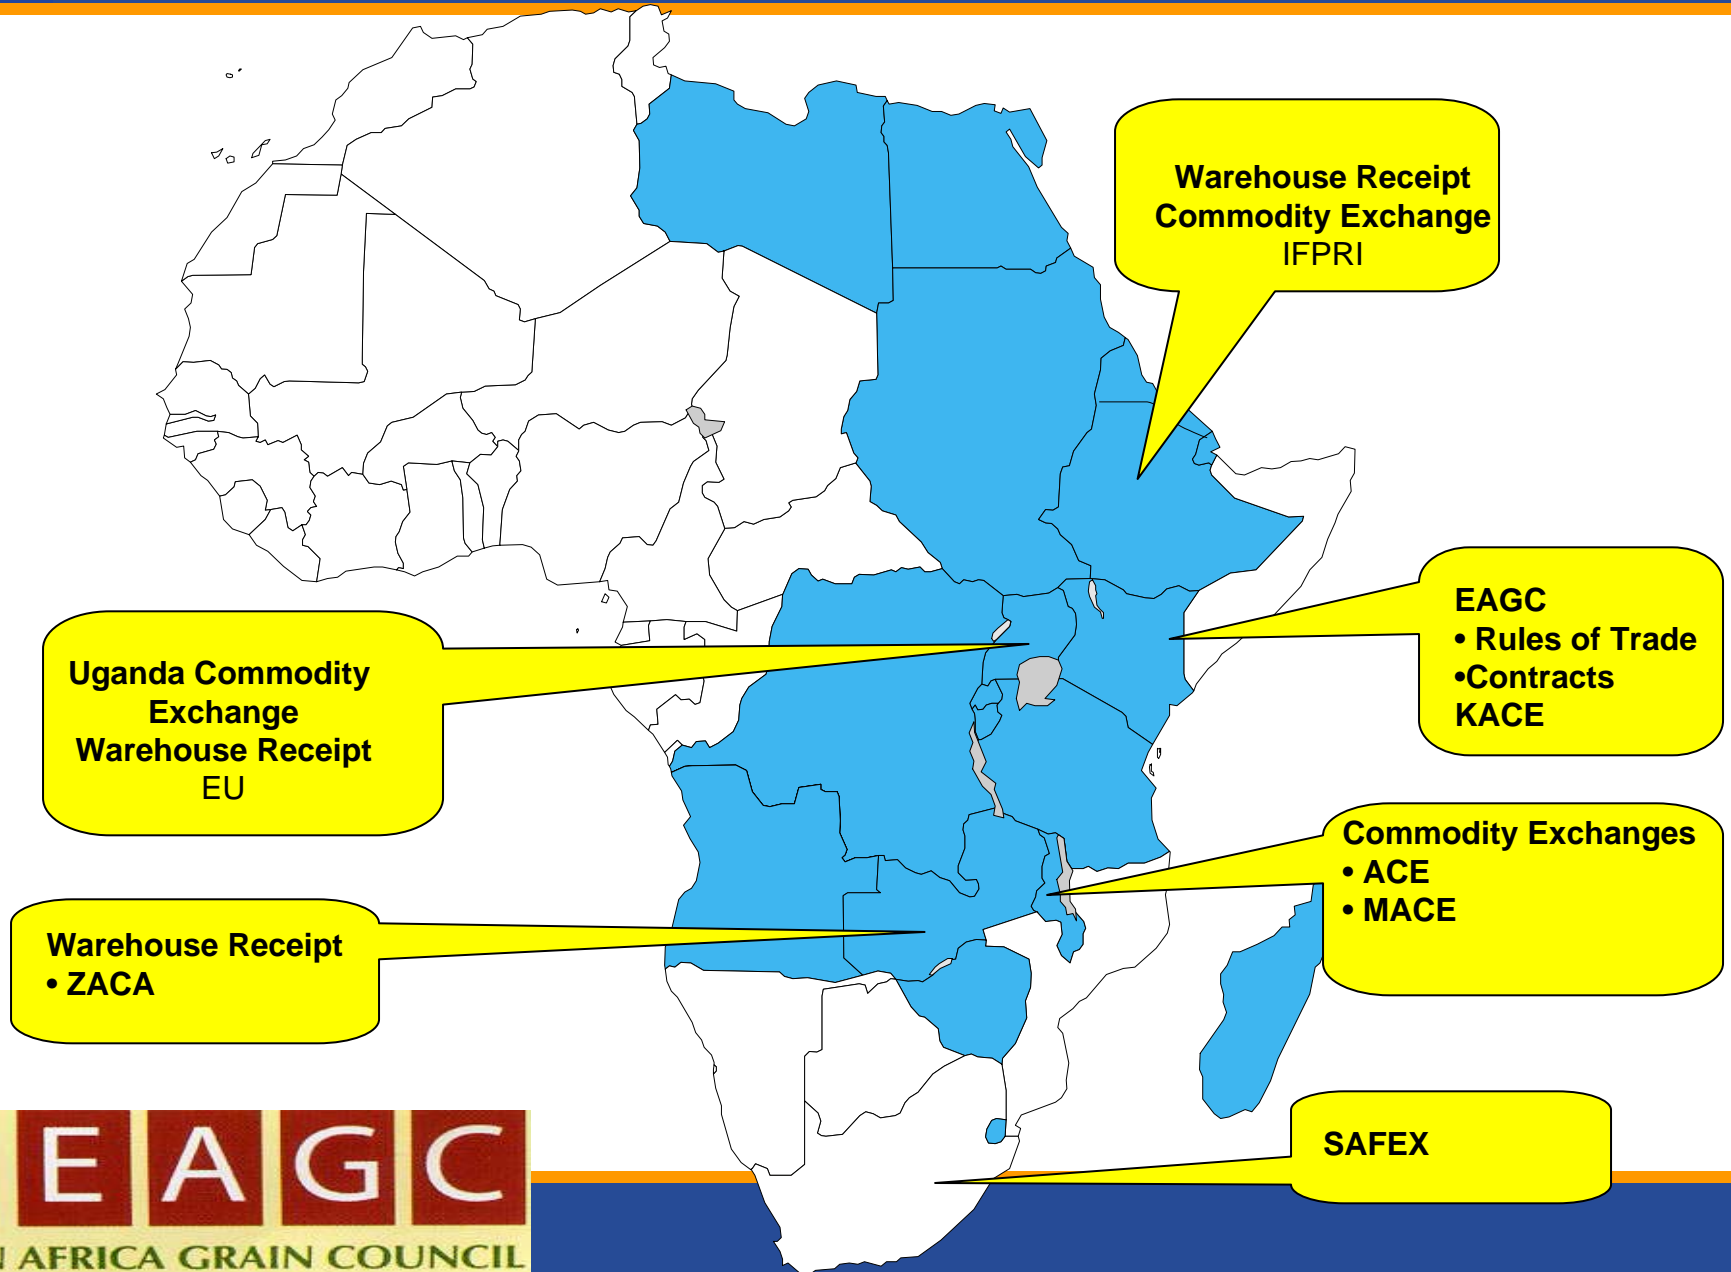 Warehouse Receipt
Commodity Exchange
IFPRI
EAGC
• Rules of Trade
•Contracts
KACE
Uganda Commodity
Exchange
Warehouse Receipt
EU
Commodity Exchanges
• ACE
• MACE
Warehouse Receipt
• ZACA
SAFEX
EAGC
AFRICA GRAIN COUNCIL